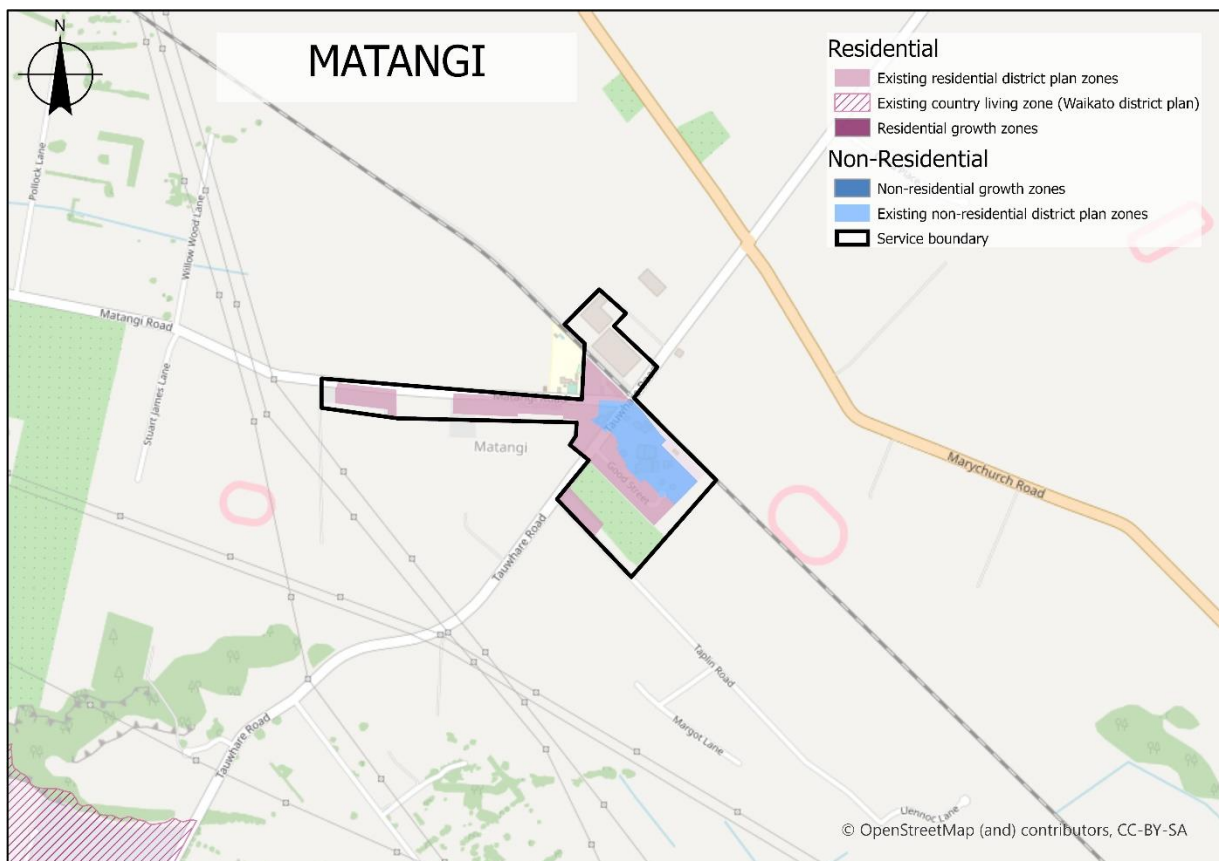 N
MATANGI
Residential
Existing residential district plan zones
Existing country living zone (Waikato district plan)
Residential growth zones
Non-Residential
Non-residential growth zones
Existing non-residential district plan zones
Service boundary
Pollock Lane
Willow Wood Lane
Matangi Road
Stuart James Lane
Matangi
Good Street
Marychurch Road
Tauwhare Road
Taplin Road
Margot Lane
Tauwhare Road
Llennoc Lane
© OpenStreetMap (and) contributors, CC-BY-SA